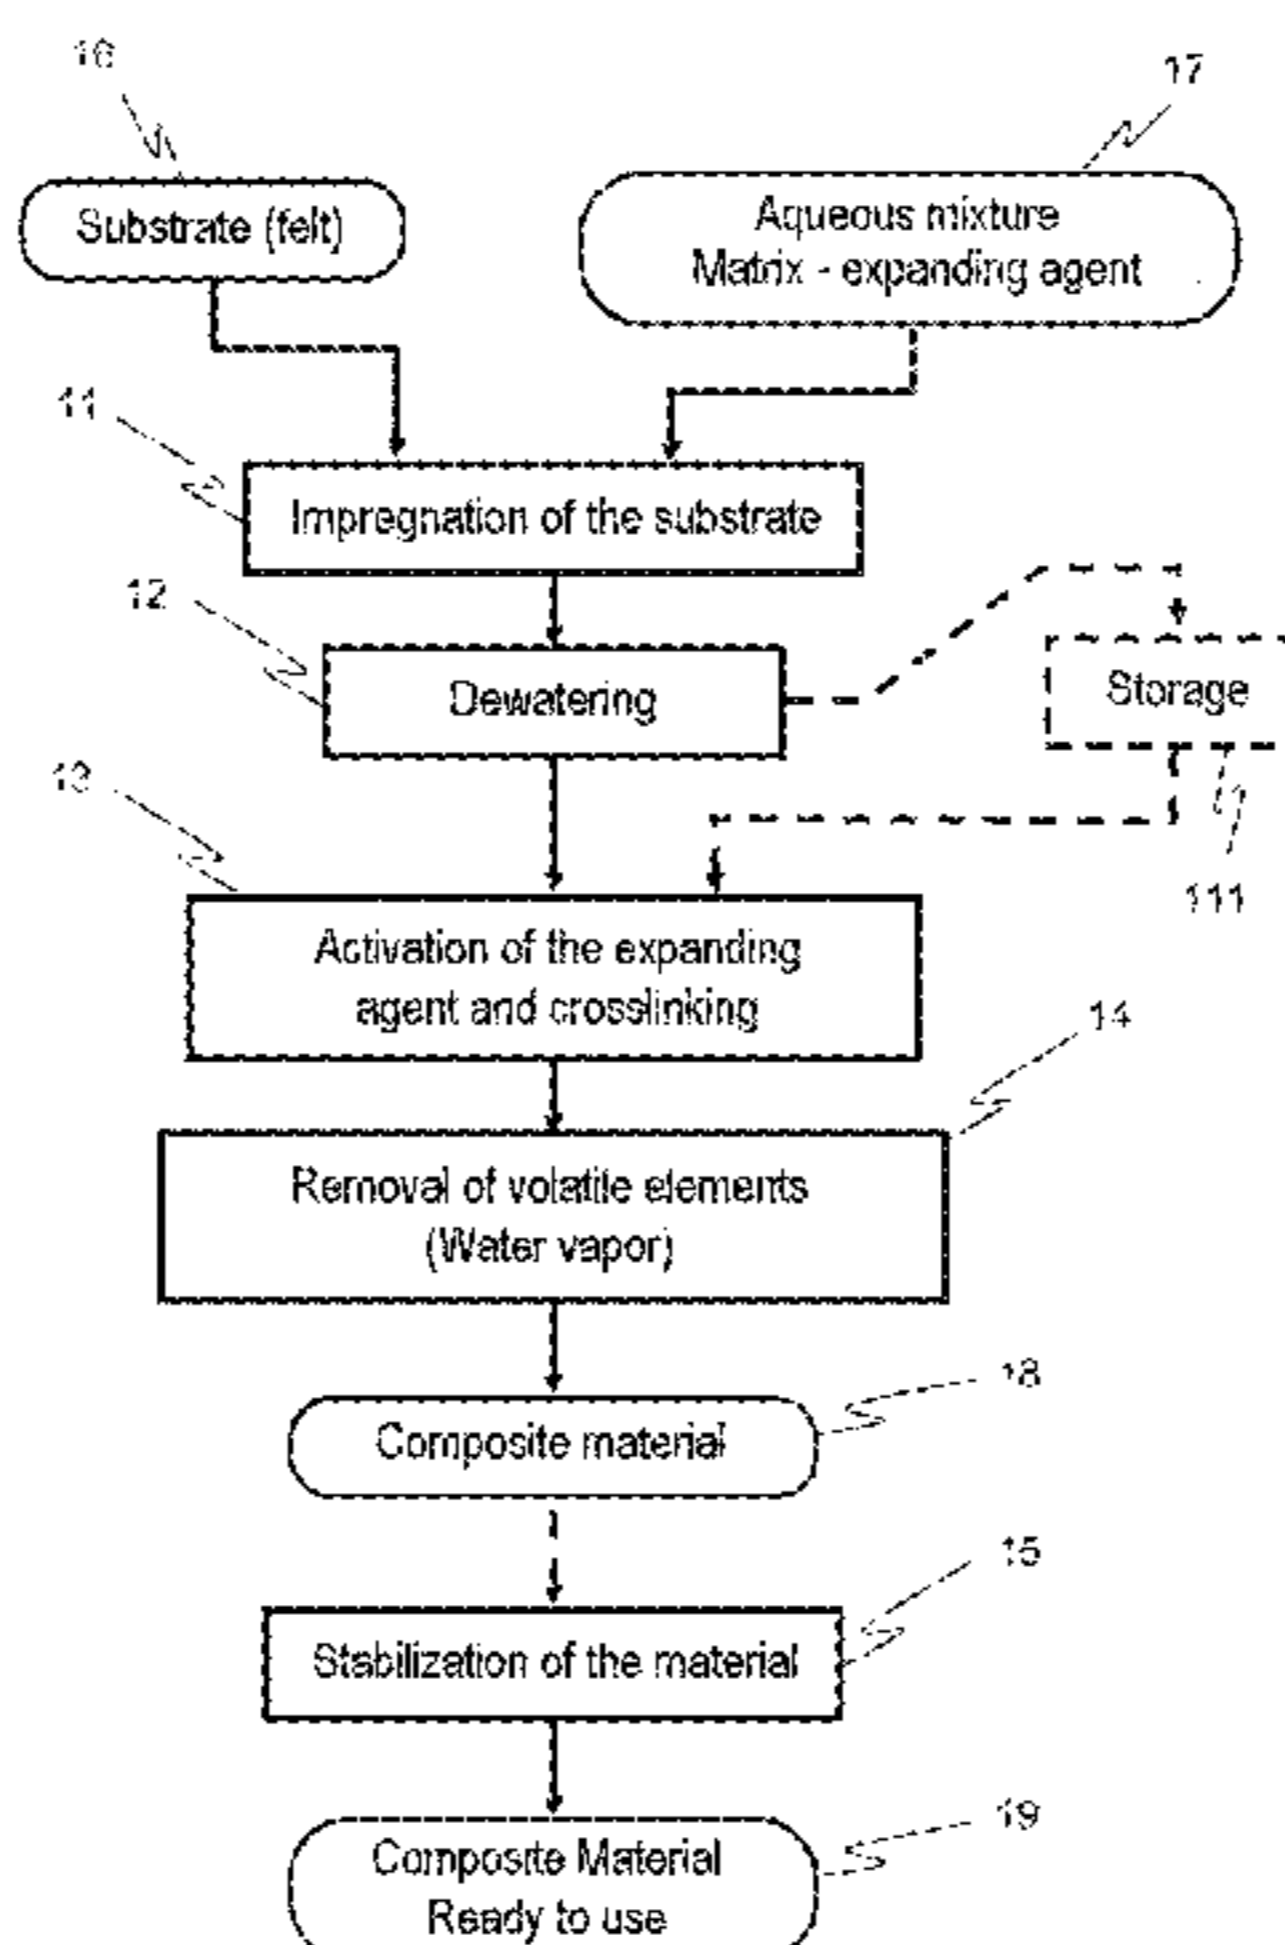 16
17
Substrate (felt)
Aqueous mixture
Matrix - expanding agent
11
Impregnation of the substrate
12
Dewatering
Storage
13
111
Activation of the expanding
agent and crosslinking
14
Removal of volatile elements
(Water vapor)
18
Composite material
15
Stabilization of the material
19
Composite Material
Ready to use